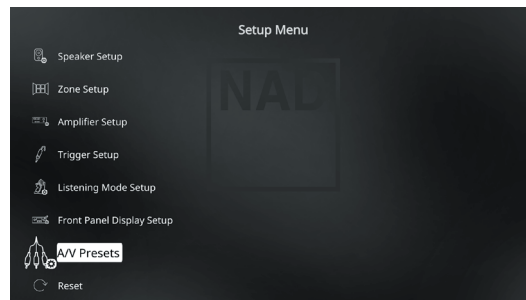 Setup Menu
NAD
Speaker Setup
Zone Setup
Amplifier Setup
Trigger Setup
Listening Mode Setup
Front Panel Display Setup
A/V Presets
Reset